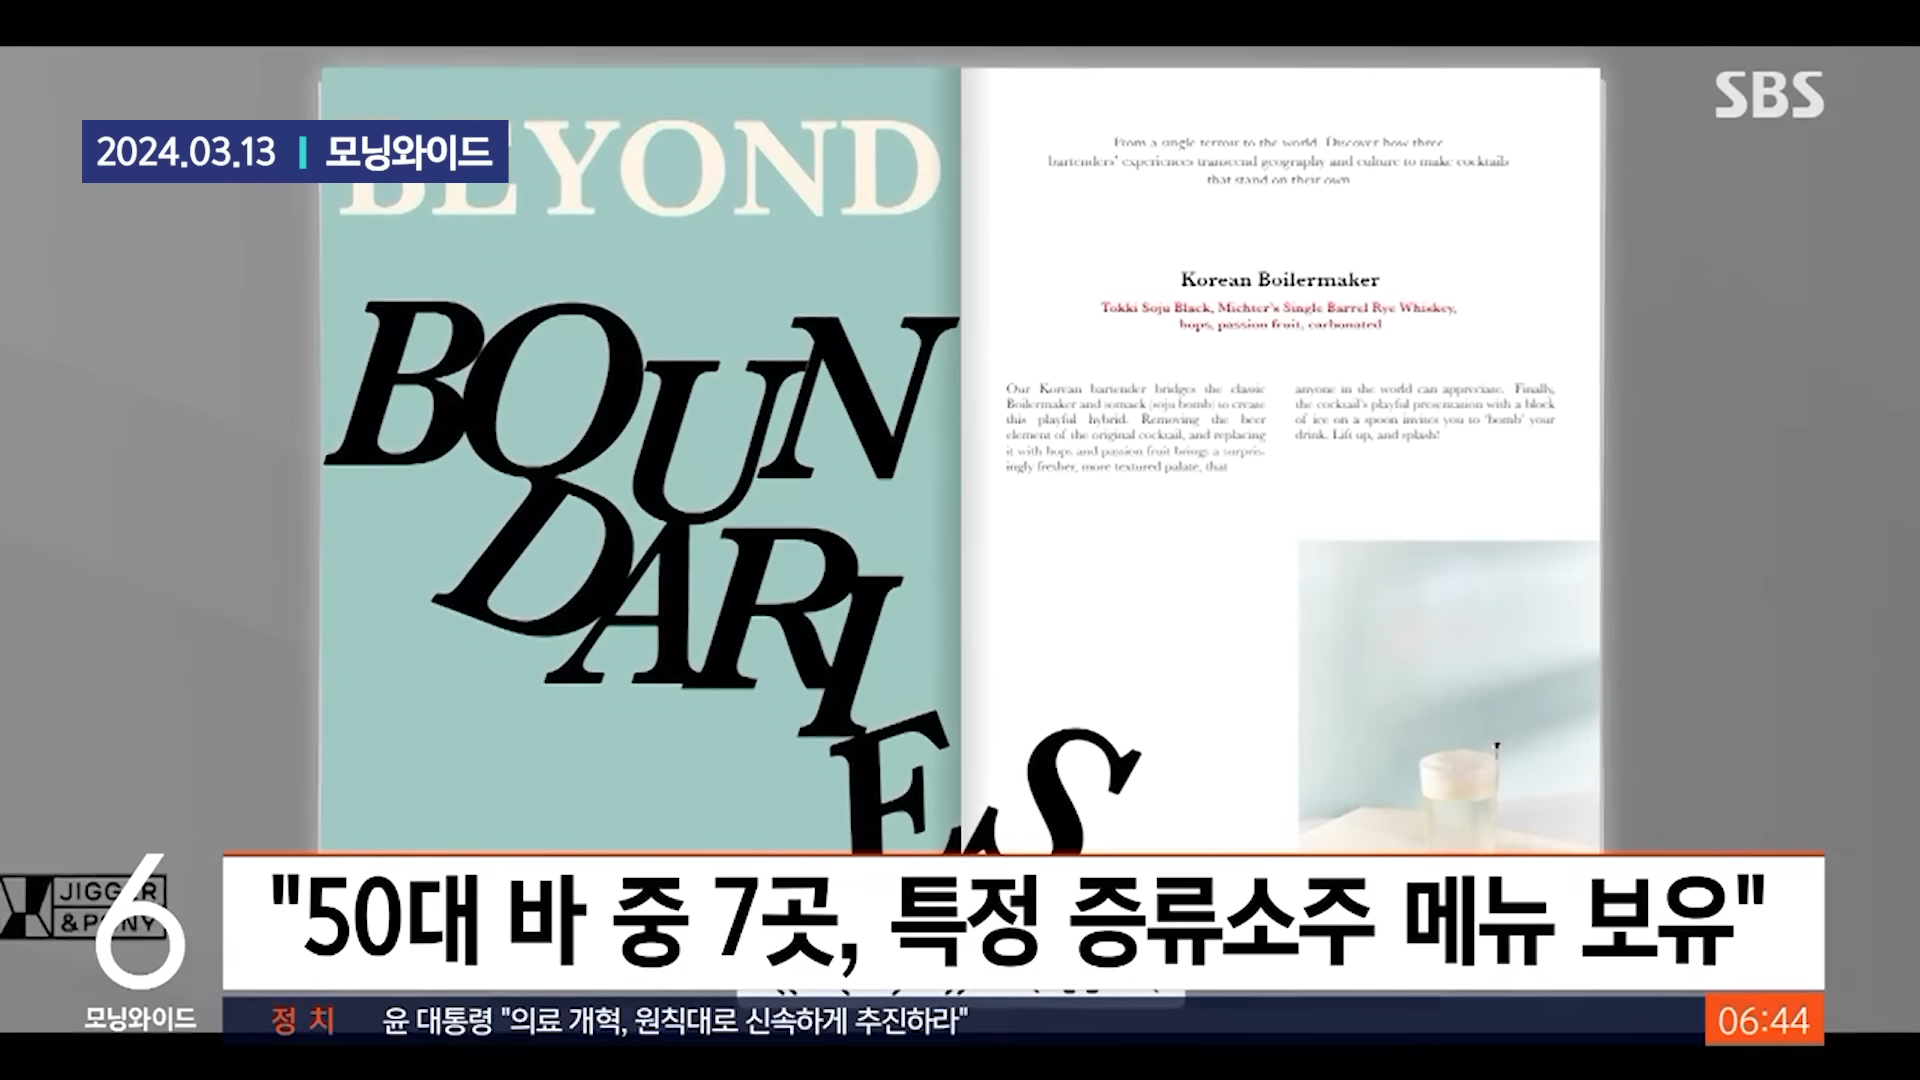 SBS
2024.03.13 | 모닝와이드
BEYOND
BOUNDARIES
From a single terroir to the world. Discover how three
bartenders' experiences transcend geography and culture to make cocktails
that stand on their own
Korean Boilermaker
Tokki Soju Black, Michter's Single Barrel Rye Whiskey,
hops, passion fruit, carbonated
Our Korean bartender bridges the classic
Boilermaker and somaek (soju bomb) to create
this playful hybrid. Removing the beer
element of the original cocktail, and replacing
it with hops and passion fruit brings a surpris-
ingly fresher, more textured palate, that
anyone in the world can appreciate. Finally,
the cocktail's playful presentation with a block
of ice on a spoon invites you to 'bomb' your
drink. Lift up, and splash!
JIGGER
& PONY
6
모닝와이드
"50대 바 중 7곳, 특정 증류소주 메뉴 보유"
정치 윤 대통령 "의료 개혁, 원칙대로 신속하게 추진하라"
06:44